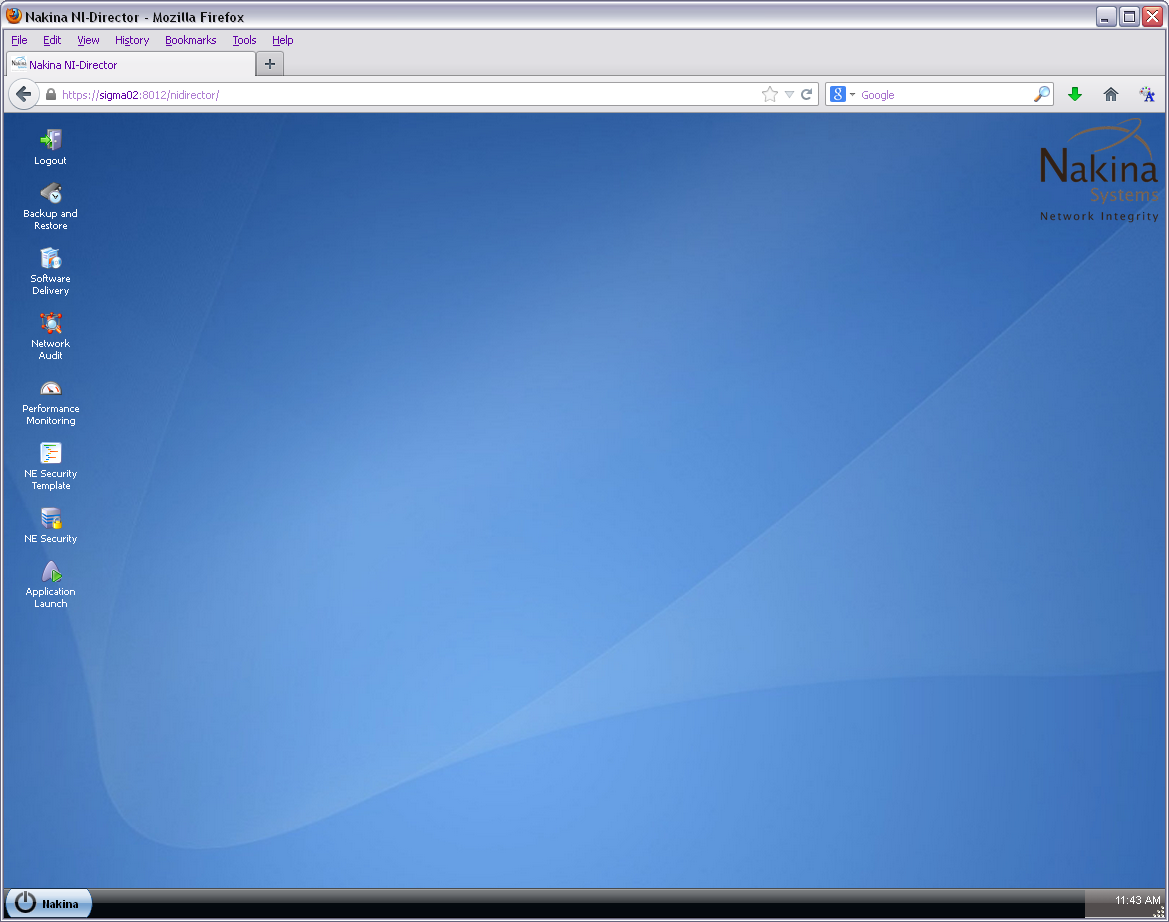 Nakina NI-Director - Mozilla Firefox
File Edit View History Bookmarks Tools Help
Nakina NI-Director
https://sigma02:8012/nidirector/
Google
Logout
Backup and
Restore
Software
Delivery
Network
Audit
Performance
Monitoring
NE Security
Template
NE Security
Application
Launch
Nakina
Systems
Network Integrity
Nakina
11:43 AM